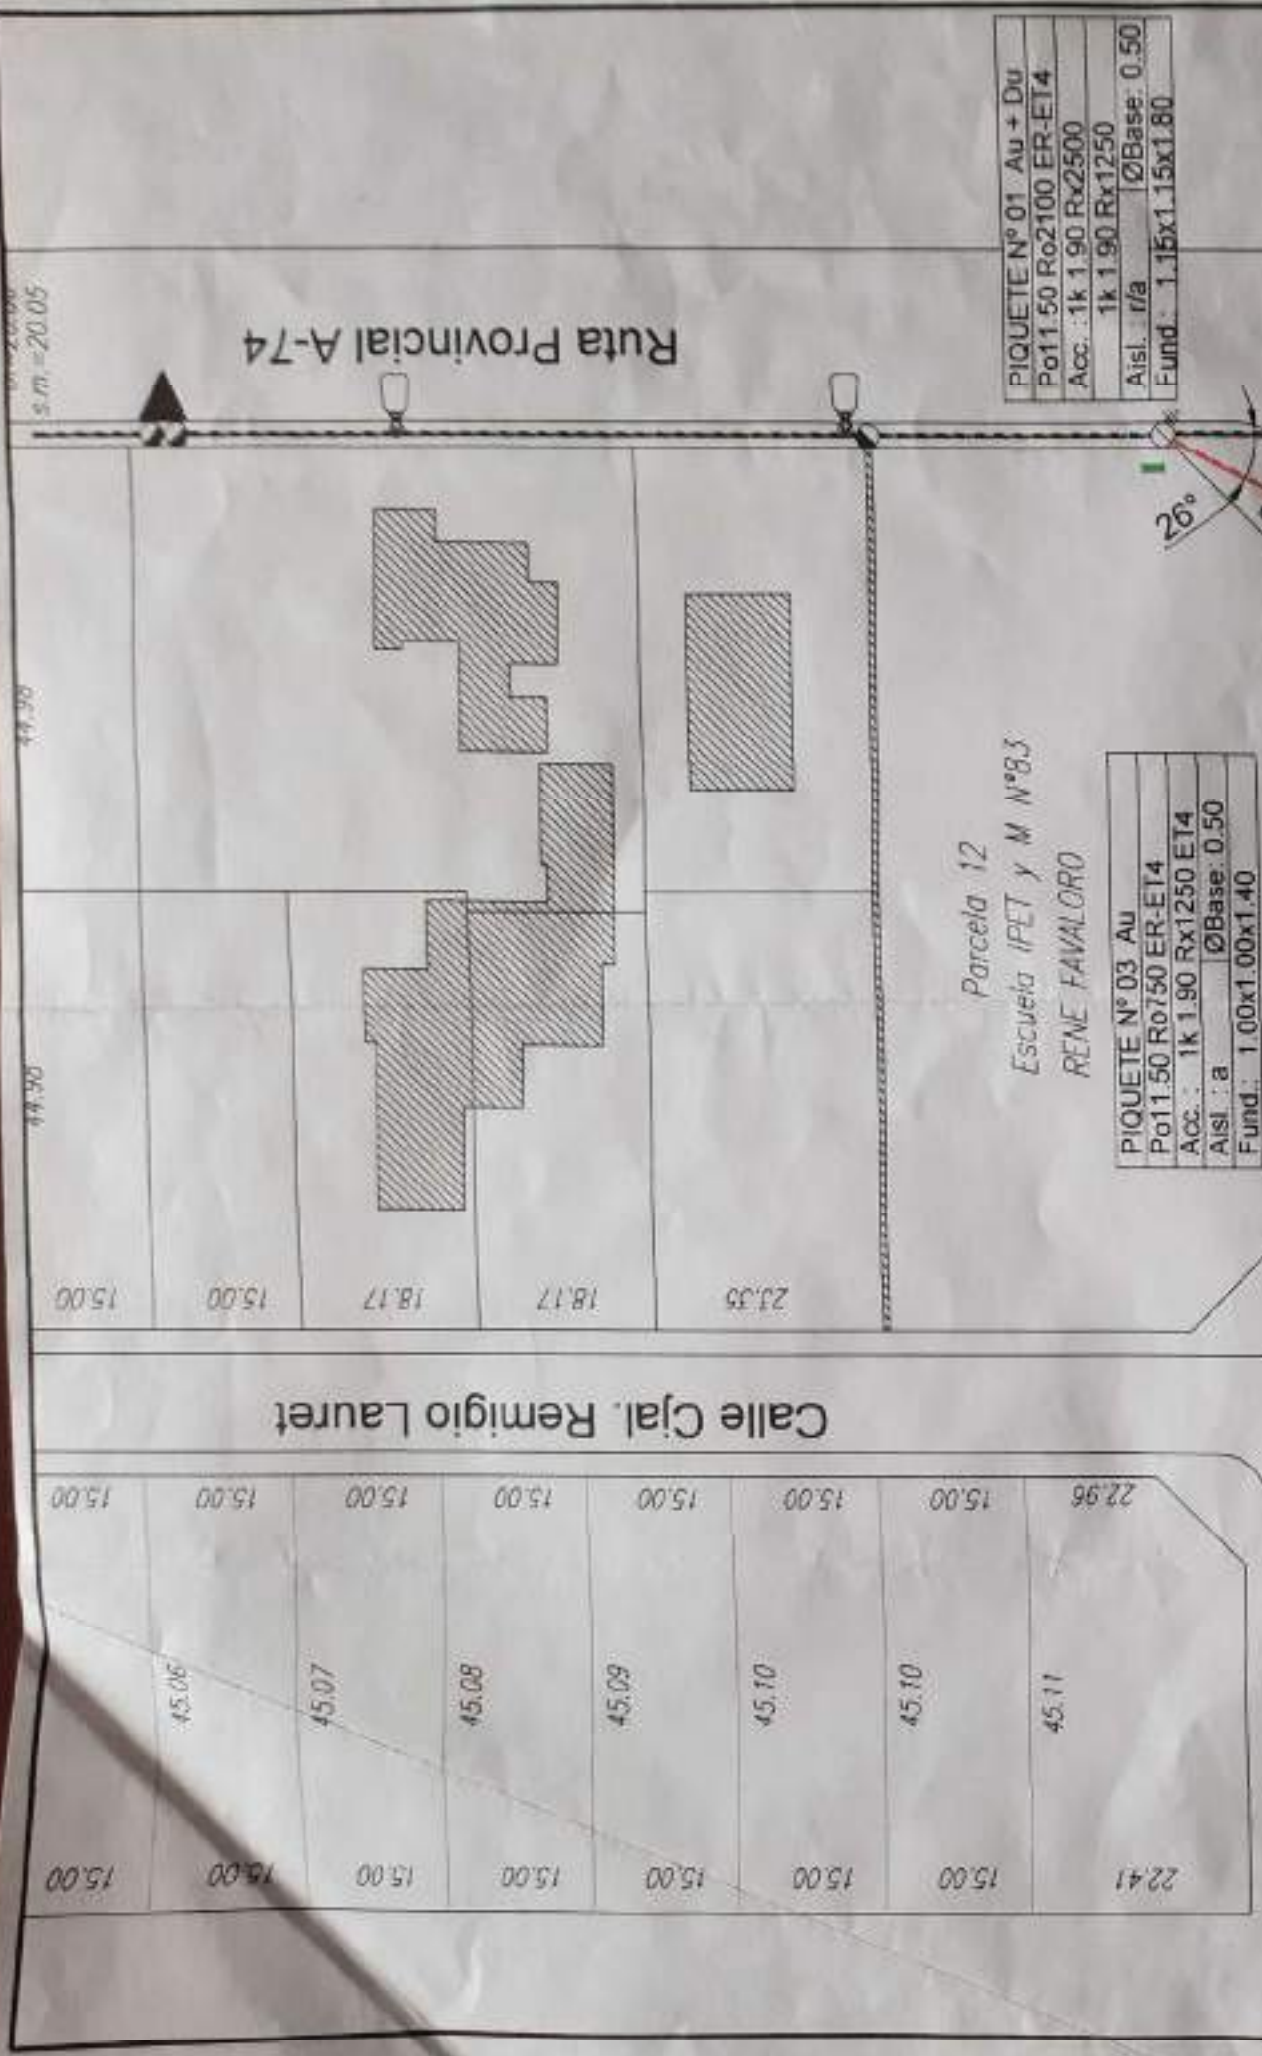 s.m.=20.05
44.98
44.98
Ruta Provincial A-74
PIQUETE Nº 01 Au + Du
Po11.50 Ro2100 ER-ET4
Acc. : 1k 1.90 Rx2500
1k 1.90 Rx1250
Aisl. : r/a ØBase: 0.50
Fund.: 1.15x1.15x1.80
26°
Parcela 12
Escuela IPET y M Nº83
RENE FAVALORO
PIQUETE Nº 03 Au
Po11.50 Ro750 ER-ET4
Acc. : 1k 1.90 Rx1250 ET4
Aisl. : a ØBase: 0.50
Fund.: 1.00x1.00x1.40
15.00
15.00
18.17
18.17
23.35
Calle Cjal. Remigio Lauret
15.00
15.00
15.00
15.00
15.00
15.00
15.00
22.96
45.06
45.07
45.08
45.09
45.10
45.10
45.11
15.00
15.00
15.00
15.00
15.00
15.00
15.00
22.41